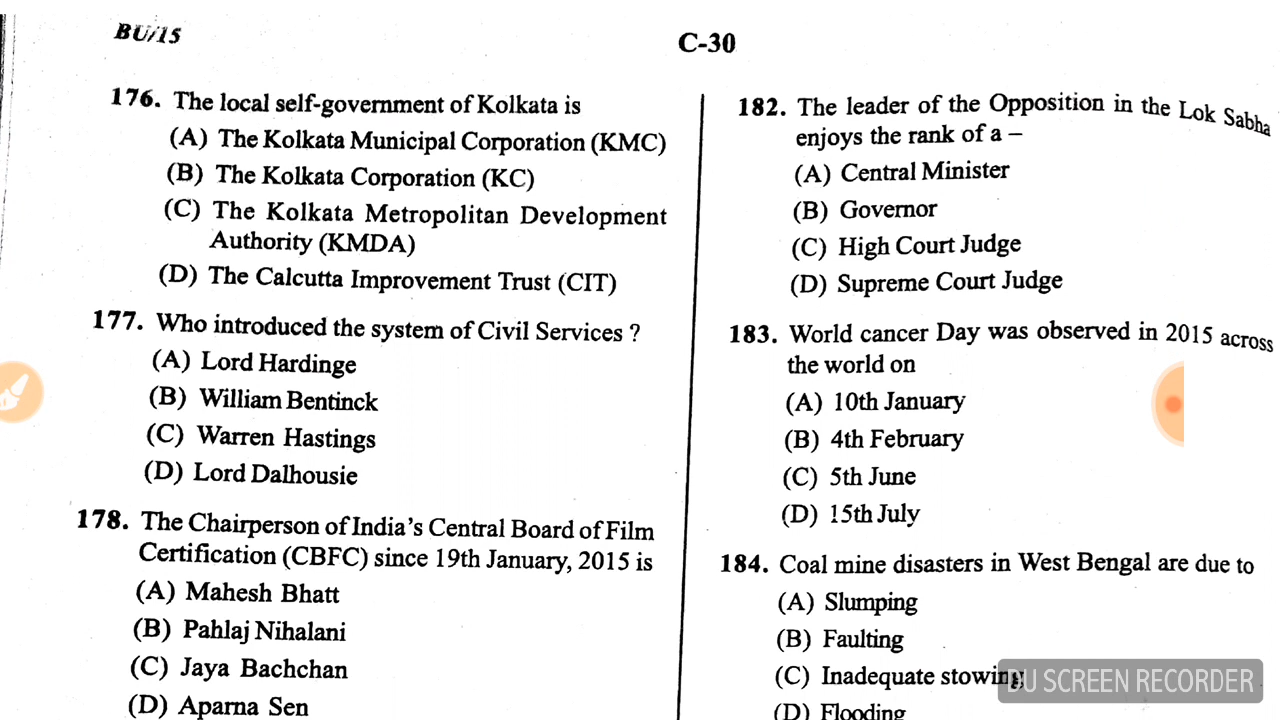 BU/15
C-30
176. The local self-government of Kolkata is
(A) The Kolkata Municipal Corporation (KMC)
(B) The Kolkata Corporation (KC)
(C) The Kolkata Metropolitan Development
Authority (KMDA)
(D) The Calcutta Improvement Trust (CIT)
177. Who introduced the system of Civil Services ?
(A) Lord Hardinge
(B) William Bentinck
(C) Warren Hastings
(D) Lord Dalhousie
178. The Chairperson of India's Central Board of Film
Certification (CBFC) since 19th January, 2015 is
(A) Mahesh Bhatt
(B) Pahlaj Nihalani
(C) Jaya Bachchan
(D) Aparna Sen
182. The leader of the Opposition in the Lok Sabha
enjoys the rank of a –
(A) Central Minister
(B) Governor
(C) High Court Judge
(D) Supreme Court Judge
183. World cancer Day was observed in 2015 across
the world on
(A) 10th January
(B) 4th February
(C) 5th June
(D) 15th July
184. Coal mine disasters in West Bengal are due to
(A) Slumping
(B) Faulting
(C) Inadequate stowing
(D) Flooding
DU SCREEN RECORDER